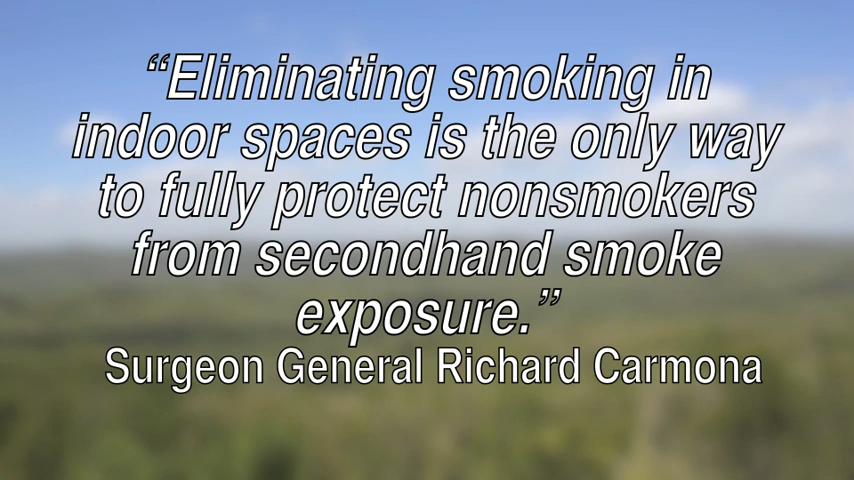 “Eliminating smoking in
indoor spaces is the only way
to fully protect nonsmokers
from secondhand smoke
exposure.”
Surgeon General Richard Carmona